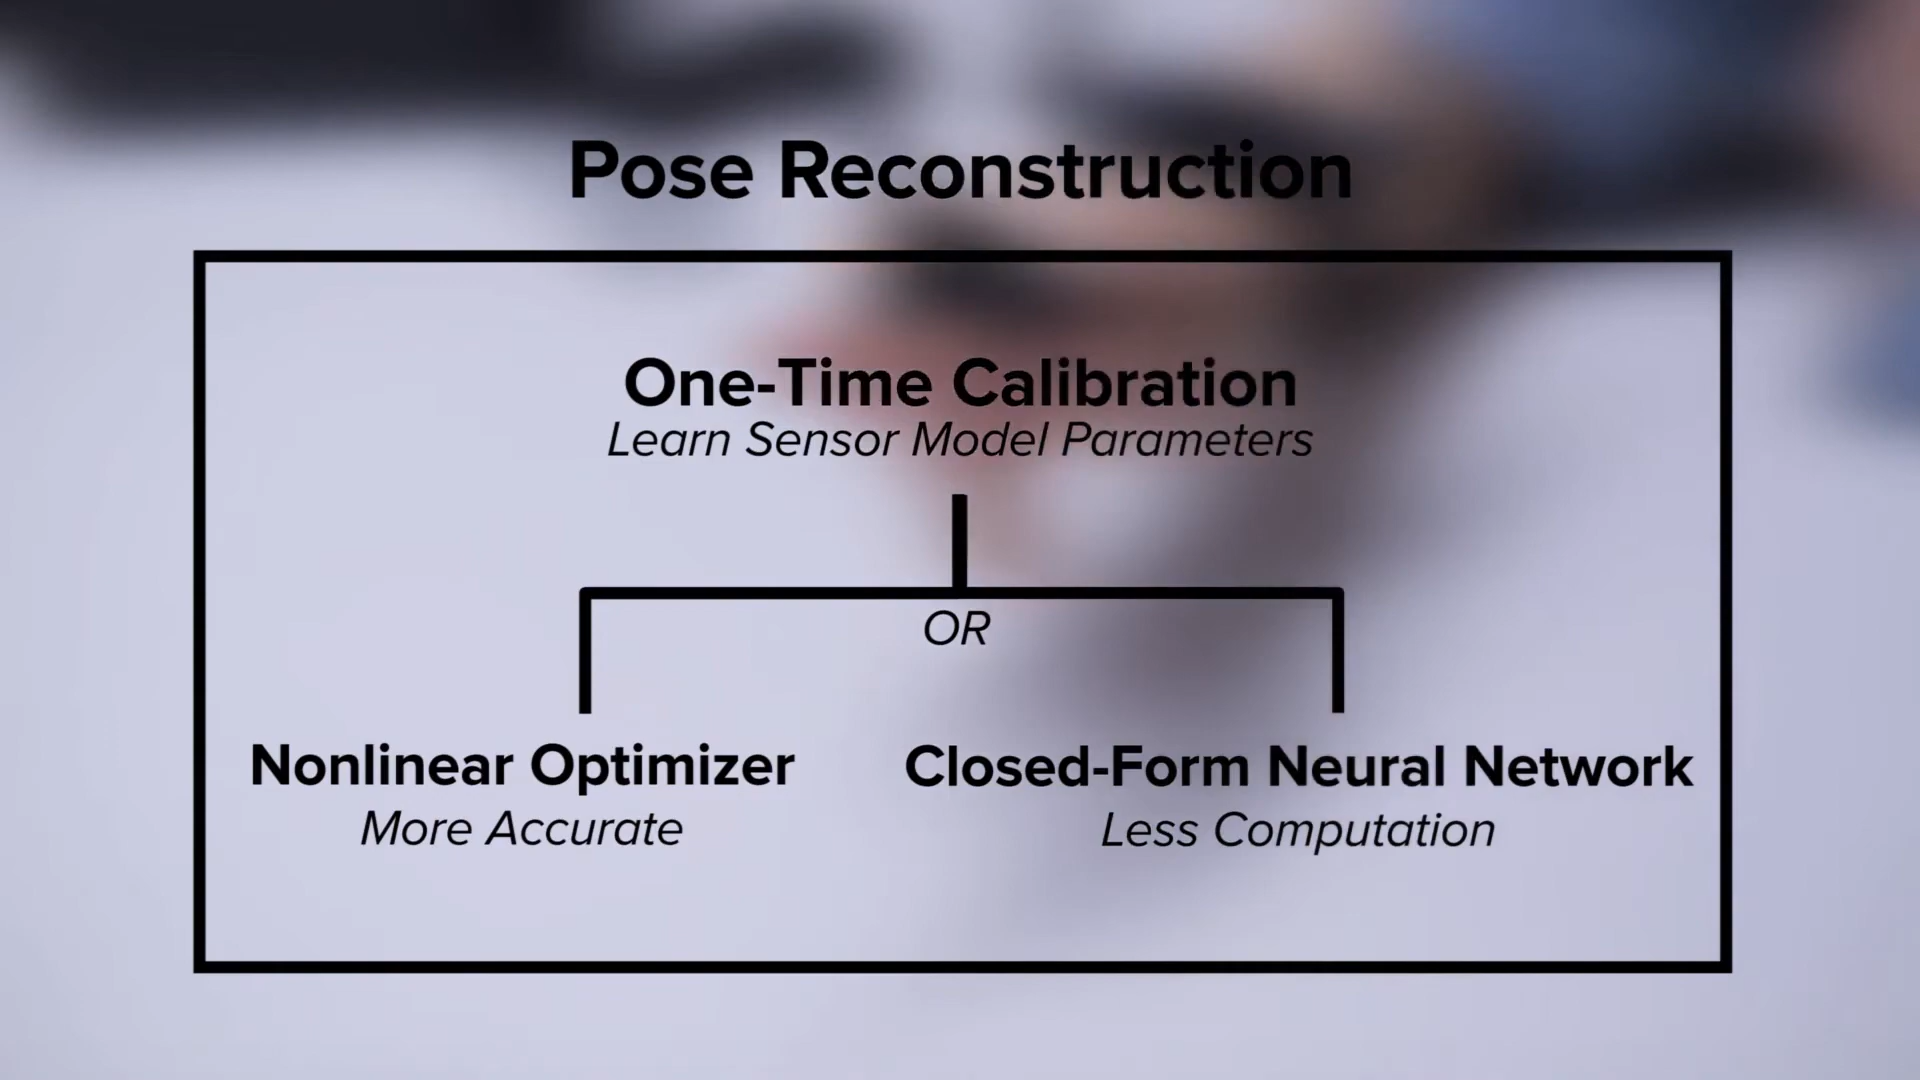 Pose Reconstruction
One-Time Calibration
Learn Sensor Model Parameters
OR
Nonlinear Optimizer
More Accurate
Closed-Form Neural Network
Less Computation